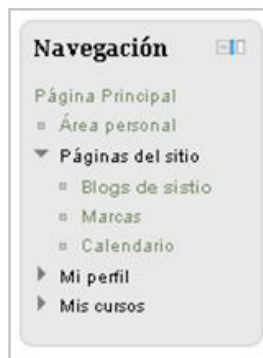 Navegación
Página Principal
Área personal
Páginas del sitio
Blogs de sistio
Marcas
Calendario
Mi perfil
Mis cursos